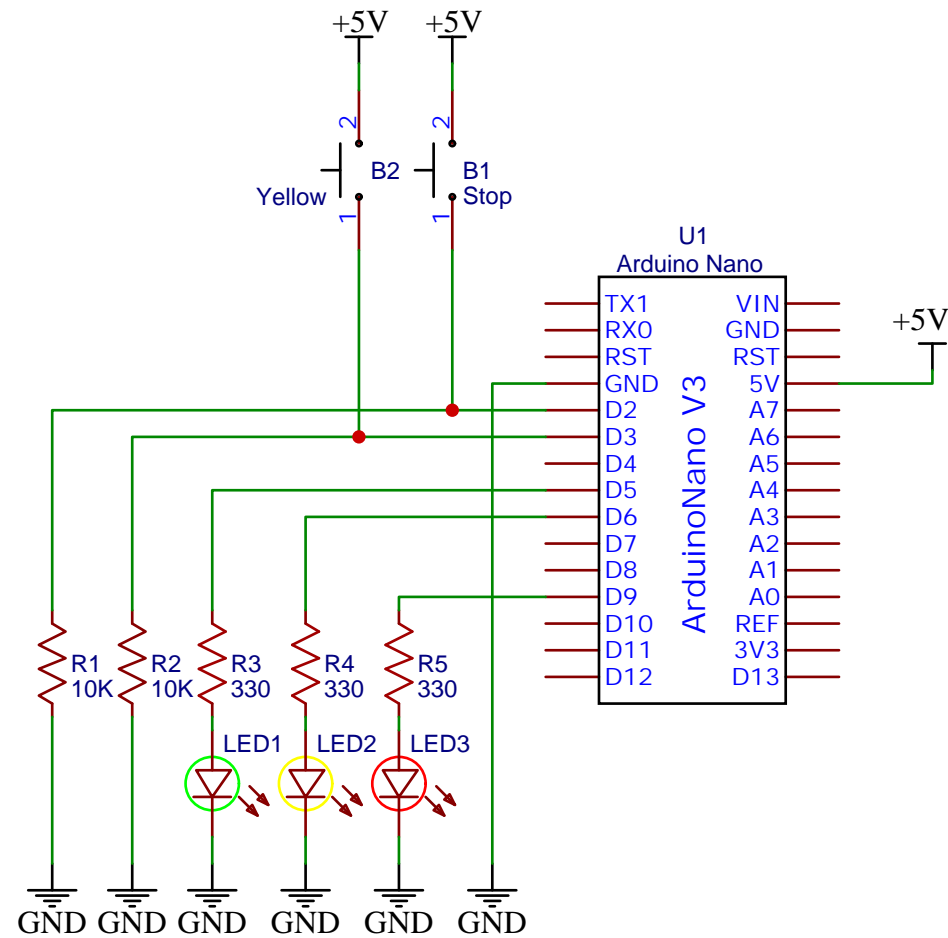 +5V +5V
2 2
B2 B1
Yellow Stop
1 1
U1
Arduino Nano
TX1 VIN
RX0 GND
RST RST
+5V
GND 5V
D2 A7
D3 A6
D4 A5
D5 A4
D6 A3
D7 A2
D8 A1
D9 A0
D10 REF
D11 3V3
D12 D13
ArduinoNano V3
R1 R2 R3 R4 R5
10K 10K 330 330 330
LED1 LED2 LED3
GND GND GND GND GND GND